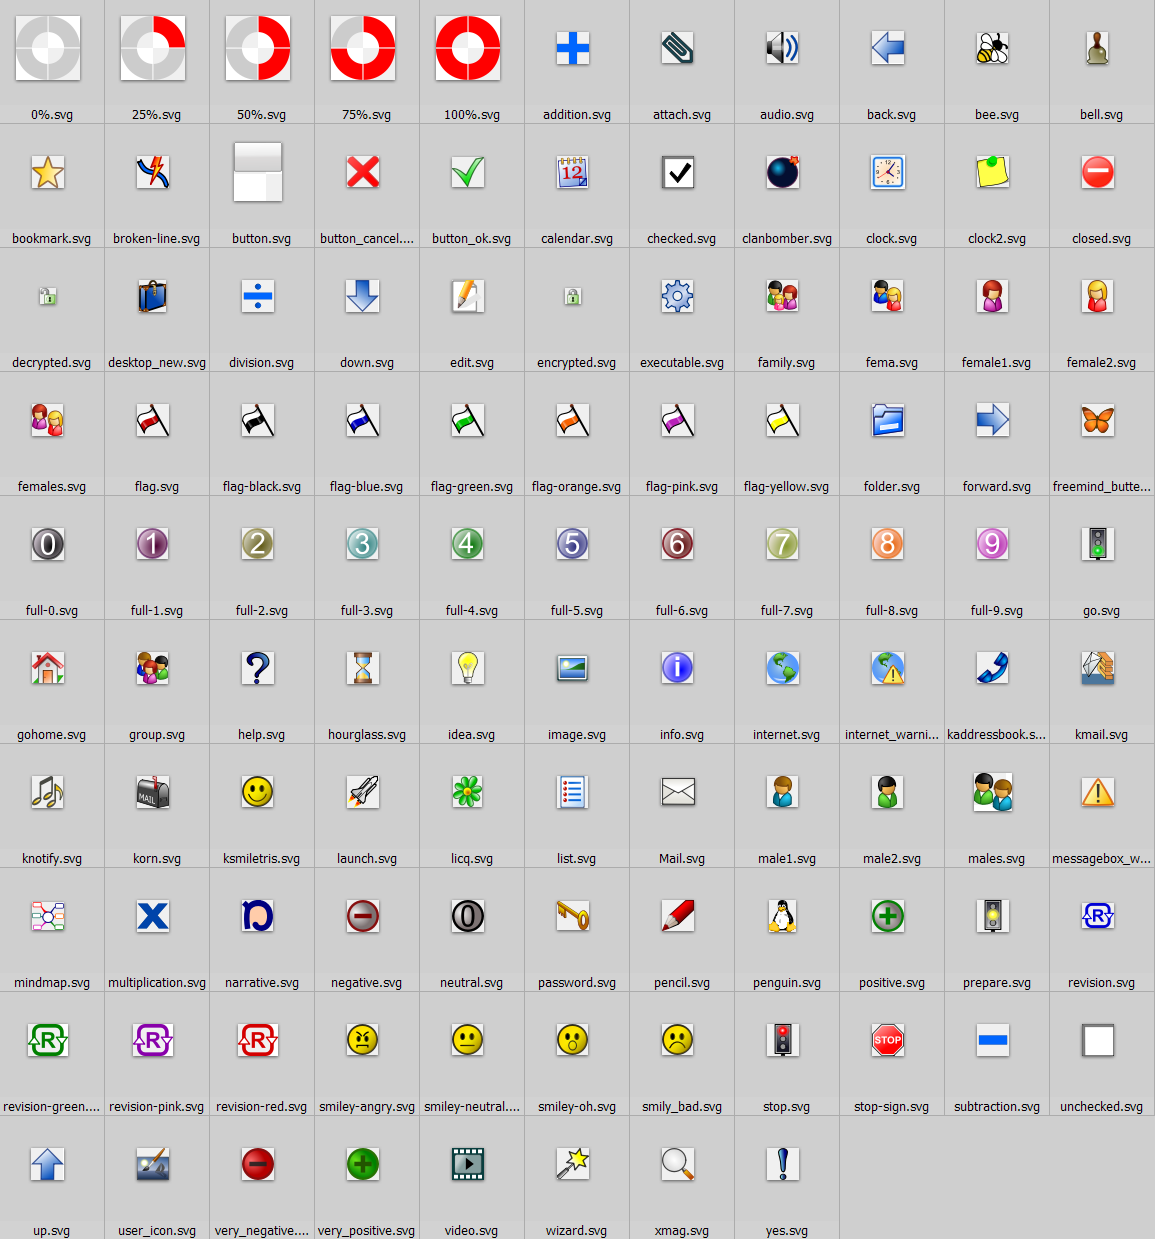 0%.svg 25%.svg 50%.svg 75%.svg 100%.svg addition.svg attach.svg audio.svg back.svg bee.svg bell.svg
12
bookmark.svg broken-line.svg button.svg button_cancel.... button_ok.svg calendar.svg checked.svg clanbomber.svg clock.svg clock2.svg closed.svg
decrypted.svg desktop_new.svg division.svg down.svg edit.svg encrypted.svg executable.svg family.svg fema.svg female1.svg female2.svg
females.svg flag.svg flag-black.svg flag-blue.svg flag-green.svg flag-orange.svg flag-pink.svg flag-yellow.svg folder.svg forward.svg freemind_butte...
0 1 2 3 4 5 6 7 8 9
full-0.svg full-1.svg full-2.svg full-3.svg full-4.svg full-5.svg full-6.svg full-7.svg full-8.svg full-9.svg go.svg
? i !
gohome.svg group.svg help.svg hourglass.svg idea.svg image.svg info.svg internet.svg internet_warni... kaddressbook.s... kmail.svg
MAIL !
knotify.svg korn.svg ksmiletris.svg launch.svg licq.svg list.svg Mail.svg male1.svg male2.svg males.svg messagebox_w...
0 R
mindmap.svg multiplication.svg narrative.svg negative.svg neutral.svg password.svg pencil.svg penguin.svg positive.svg prepare.svg revision.svg
R R R STOP
revision-green.... revision-pink.svg revision-red.svg smiley-angry.svg smiley-neutral.... smiley-oh.svg smily_bad.svg stop.svg stop-sign.svg subtraction.svg unchecked.svg
!
up.svg user_icon.svg very_negative.... very_positive.svg video.svg wizard.svg xmag.svg yes.svg